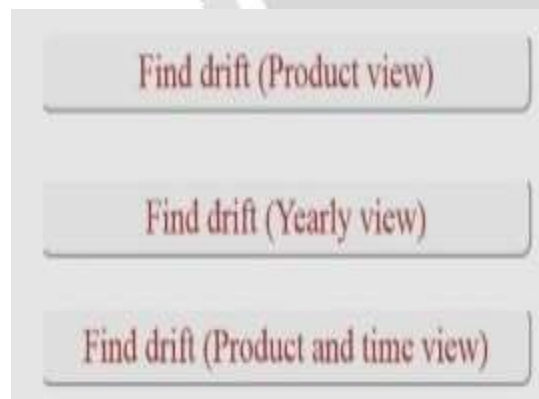 Find drift (Product view)
Find drift (Yearly view)
Find drift (Product and time view)